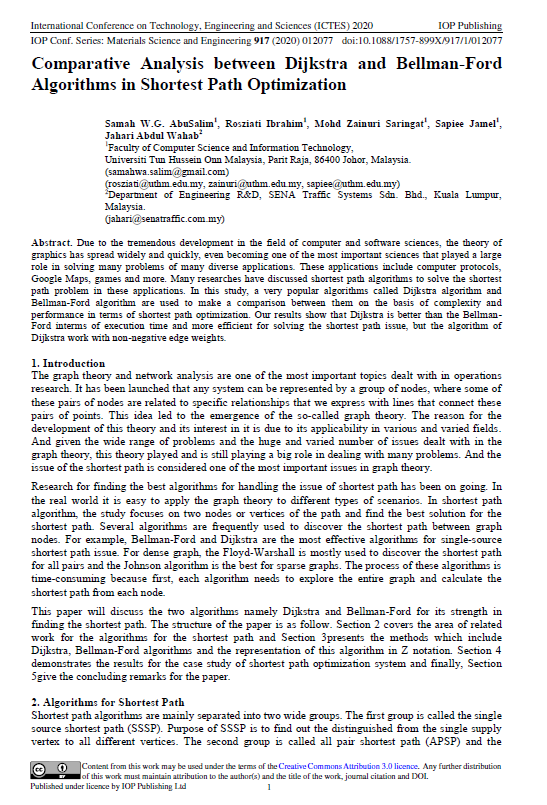 International Conference on Technology, Engineering and Sciences (ICTES) 2020 IOP Publishing
IOP Conf. Series: Materials Science and Engineering 917 (2020) 012077 doi:10.1088/1757-899X/917/1/012077
Comparative Analysis between Dijkstra and Bellman-Ford
Algorithms in Shortest Path Optimization
Samah W.G. AbuSalim1, Rosziati Ibrahim1, Mohd Zainuri Saringat1, Sapiee Jamel1,
Jahari Abdul Wahab2
1Faculty of Computer Science and Information Technology,
Universiti Tun Hussein Onn Malaysia, Parit Raja, 86400 Johor, Malaysia.
(samahwa.salim@gmail.com)
(rosziati@uthm.edu.my, zainuri@uthm.edu.my, sapiee@uthm.edu.my)
2Department of Engineering R&D, SENA Traffic Systems Sdn. Bhd., Kuala Lumpur,
Malaysia.
(jahari@senatraffic.com.my)
Abstract. Due to the tremendous development in the field of computer and software sciences, the theory of
graphics has spread widely and quickly, even becoming one of the most important sciences that played a large
role in solving many problems of many diverse applications. These applications include computer protocols,
Google Maps, games and more. Many researches have discussed shortest path algorithms to solve the shortest
path problem in these applications. In this study, a very popular algorithms called Dijkstra algorithm and
Bellman-Ford algorithm are used to make a comparison between them on the basis of complexity and
performance in terms of shortest path optimization. Our results show that Dijkstra is better than the Bellman-
Ford interms of execution time and more efficient for solving the shortest path issue, but the algorithm of
Dijkstra work with non-negative edge weights.
1. Introduction
The graph theory and network analysis are one of the most important topics dealt with in operations
research. It has been launched that any system can be represented by a group of nodes, where some of
these pairs of nodes are related to specific relationships that we express with lines that connect these
pairs of points. This idea led to the emergence of the so-called graph theory. The reason for the
development of this theory and its interest in it is due to its applicability in various and varied fields.
And given the wide range of problems and the huge and varied number of issues dealt with in the
graph theory, this theory played and is still playing a big role in dealing with many problems. And the
issue of the shortest path is considered one of the most important issues in graph theory.
Research for finding the best algorithms for handling the issue of shortest path has been on going. In
the real world it is easy to apply the graph theory to different types of scenarios. In shortest path
algorithm, the study focuses on two nodes or vertices of the path and find the best solution for the
shortest path. Several algorithms are frequently used to discover the shortest path between graph
nodes. For example, Bellman-Ford and Dijkstra are the most effective algorithms for single-source
shortest path issue. For dense graph, the Floyd-Warshall is mostly used to discover the shortest path
for all pairs and the Johnson algorithm is the best for sparse graphs. The process of these algorithms is
time-consuming because first, each algorithm needs to explore the entire graph and calculate the
shortest path from each node.
This paper will discuss the two algorithms namely Dijkstra and Bellman-Ford for its strength in
finding the shortest path. The structure of the paper is as follow. Section 2 covers the area of related
work for the algorithms for the shortest path and Section 3presents the methods which include
Dijkstra, Bellman-Ford algorithms and the representation of this algorithm in Z notation. Section 4
demonstrates the results for the case study of shortest path optimization system and finally, Section
5give the concluding remarks for the paper.
2. Algorithms for Shortest Path
Shortest path algorithms are mainly separated into two wide groups. The first group is called the single
source shortest path (SSSP). Purpose of SSSP is to find out the distinguished from the single supply
vertex to all different vertices. The second group is called all pair shortest path (APSP) and the
cc BY
Content from this work may be used under the terms of the Creative Commons Attribution 3.0 licence. Any further distribution
of this work must maintain attribution to the author(s) and the title of the work, journal citation and DOI.
Published under licence by IOP Publishing Ltd 1